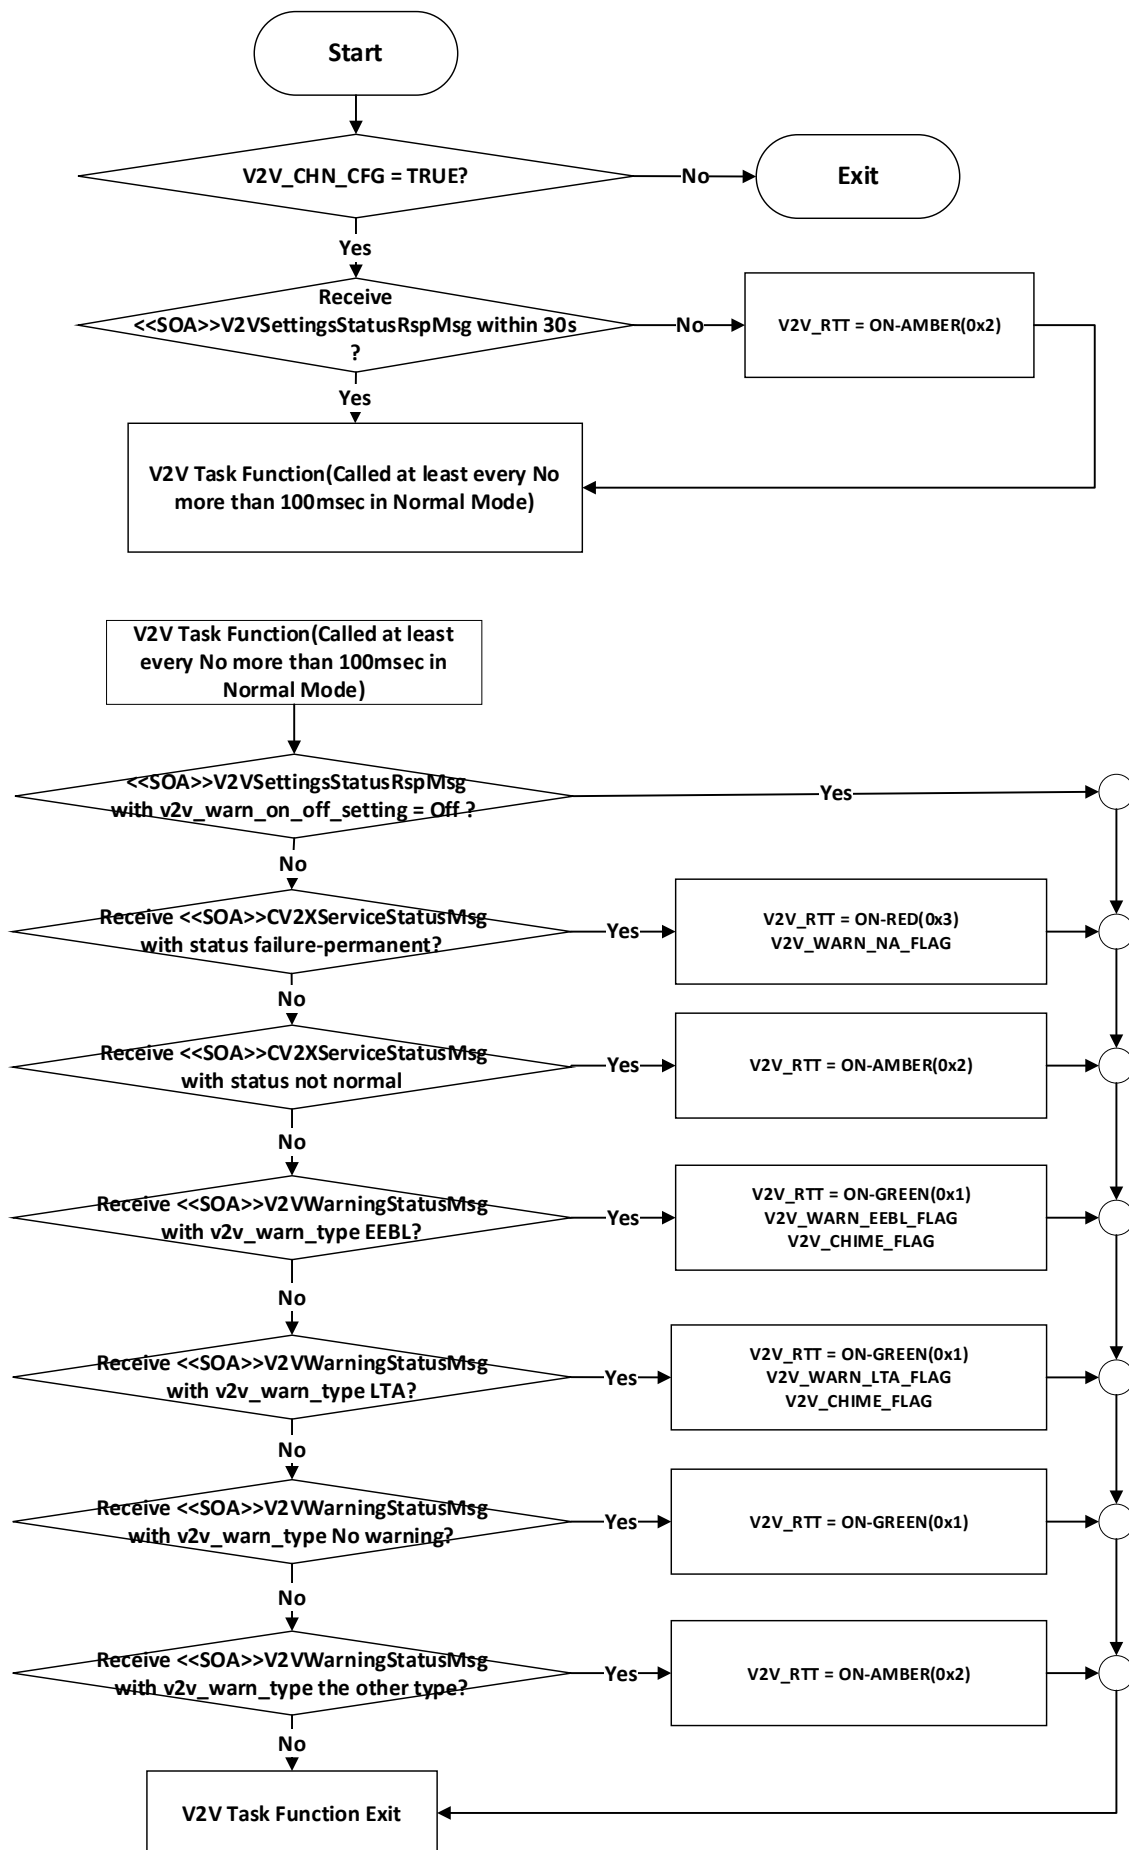 Start
V2V_CHN_CFG = TRUE?
No
Exit
Yes
Receive
<<SOA>>V2VSettingsStatusRspMsg within 30s
?
No
V2V_RTT = ON-AMBER(0x2)
Yes
V2V Task Function(Called at least every No
more than 100msec in Normal Mode)
V2V Task Function(Called at least
every No more than 100msec in
Normal Mode)
<<SOA>>V2VSettingsStatusRspMsg
with v2v_warn_on_off_setting = Off ?
Yes
No
Receive <<SOA>>CV2XServiceStatusMsg
with status failure-permanent?
Yes
V2V_RTT = ON-RED(0x3)
V2V_WARN_NA_FLAG
No
Receive <<SOA>>CV2XServiceStatusMsg
with status not normal
Yes
V2V_RTT = ON-AMBER(0x2)
No
Receive <<SOA>>V2VWarningStatusMsg
with v2v_warn_type EEBL?
Yes
V2V_RTT = ON-GREEN(0x1)
V2V_WARN_EEBL_FLAG
V2V_CHIME_FLAG
No
Receive <<SOA>>V2VWarningStatusMsg
with v2v_warn_type LTA?
Yes
V2V_RTT = ON-GREEN(0x1)
V2V_WARN_LTA_FLAG
V2V_CHIME_FLAG
No
Receive <<SOA>>V2VWarningStatusMsg
with v2v_warn_type No warning?
Yes
V2V_RTT = ON-GREEN(0x1)
No
Receive <<SOA>>V2VWarningStatusMsg
with v2v_warn_type the other type?
Yes
V2V_RTT = ON-AMBER(0x2)
No
V2V Task Function Exit